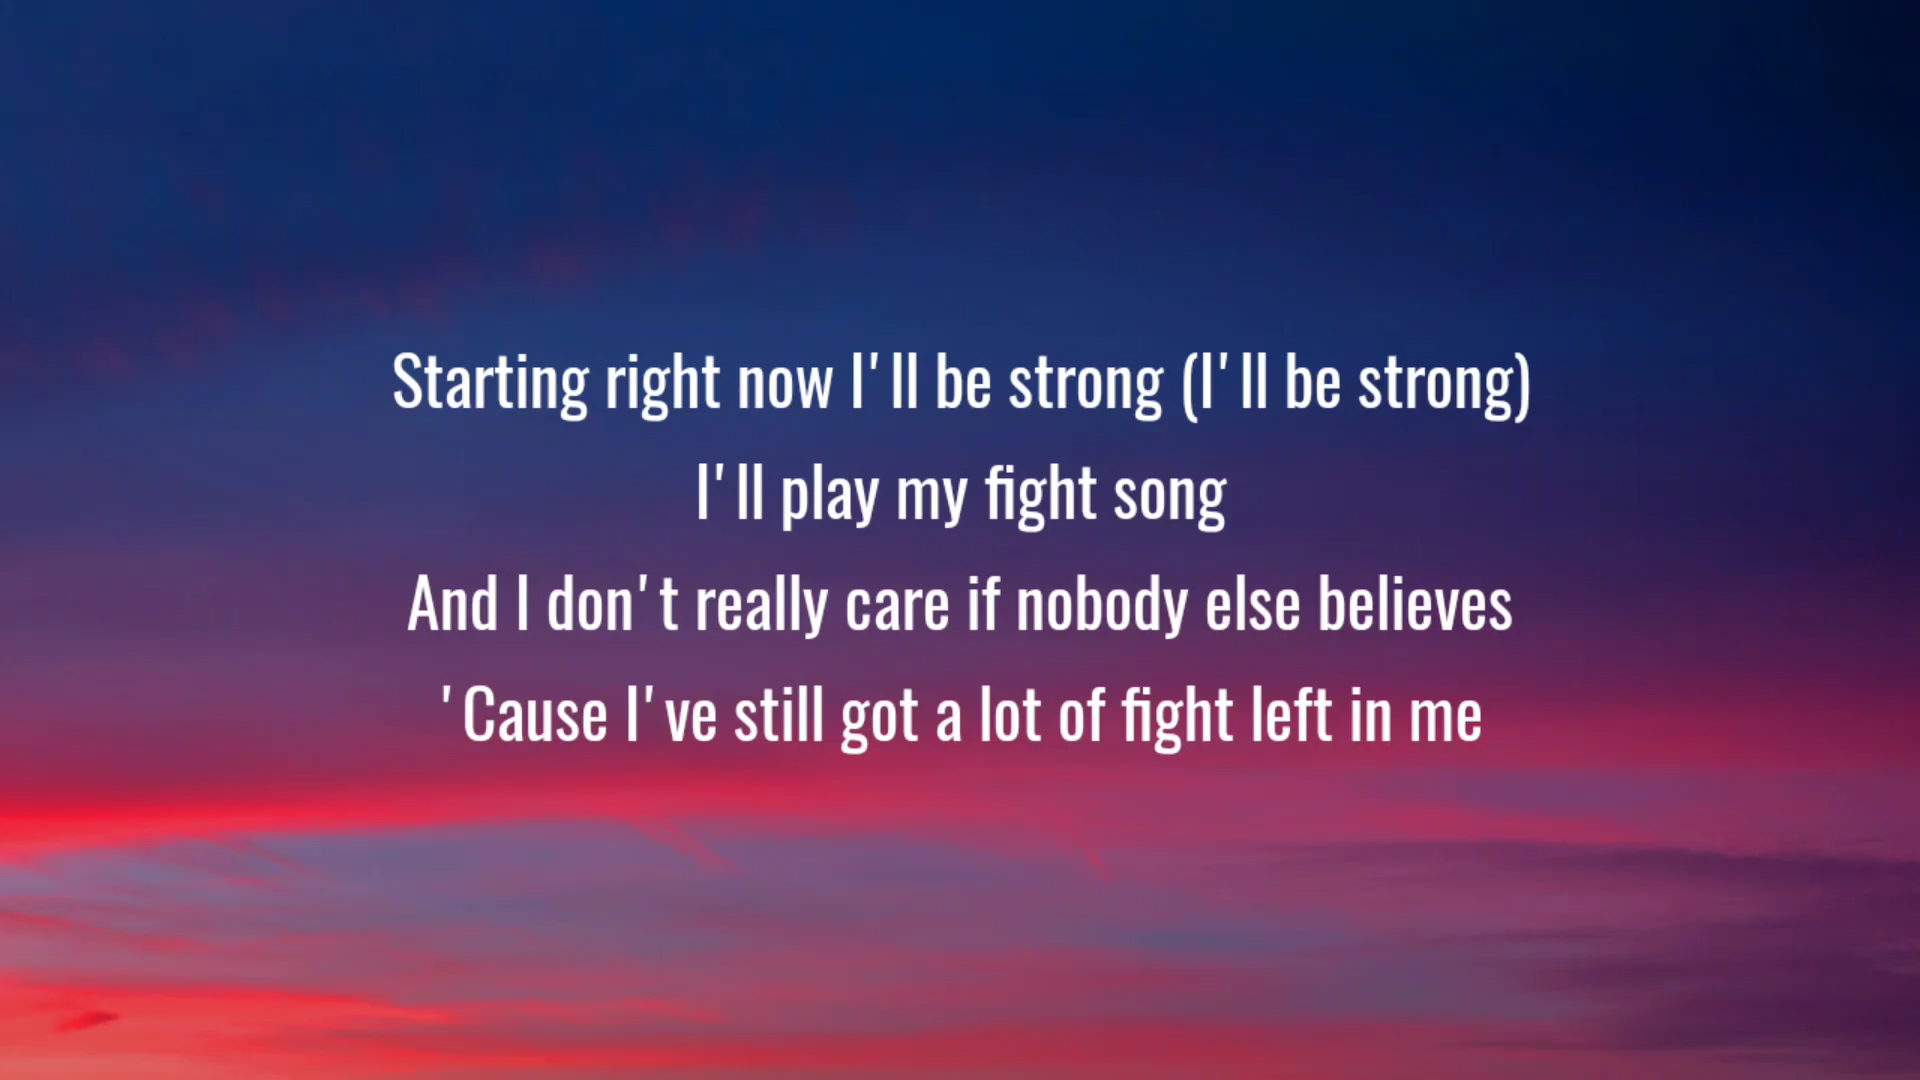 Starting right now I'll be strong (I'll be strong)
I'll play my fight song
And I don't really care if nobody else believes
'Cause I've still got a lot of fight left in me